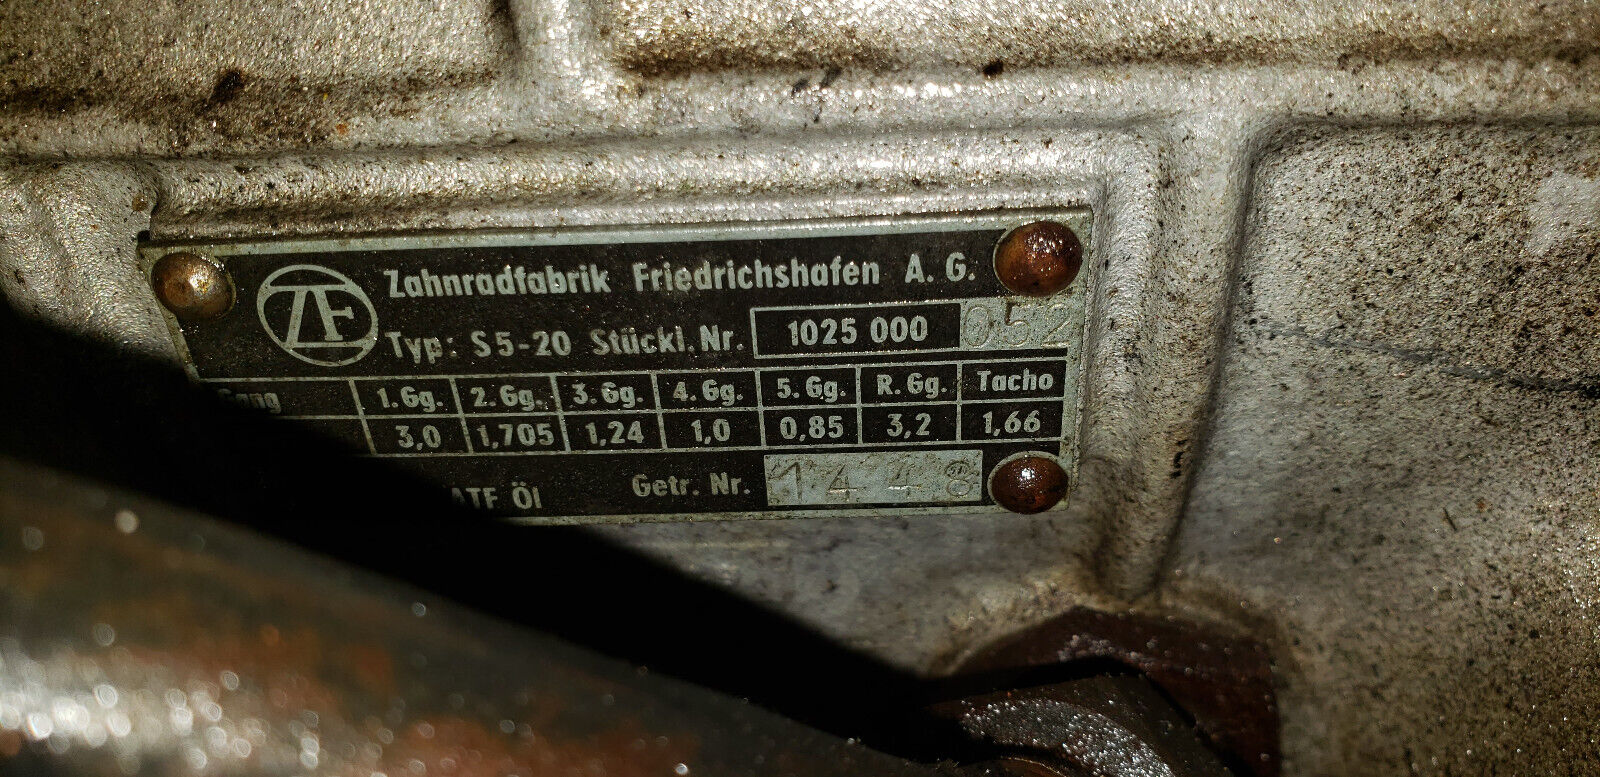 ZF Zahnradfabrik Friedrichshafen A. G.
Typ: S 5-20 Stückl. Nr. 1025 000 052
Gang 1. Gg. 2. Gg. 3. Gg. 4. Gg. 5. Gg. R. Gg. Tacho
3,0 1,705 1,24 1,0 0,85 3,2 1,66
ATF Öl Getr. Nr. 1448